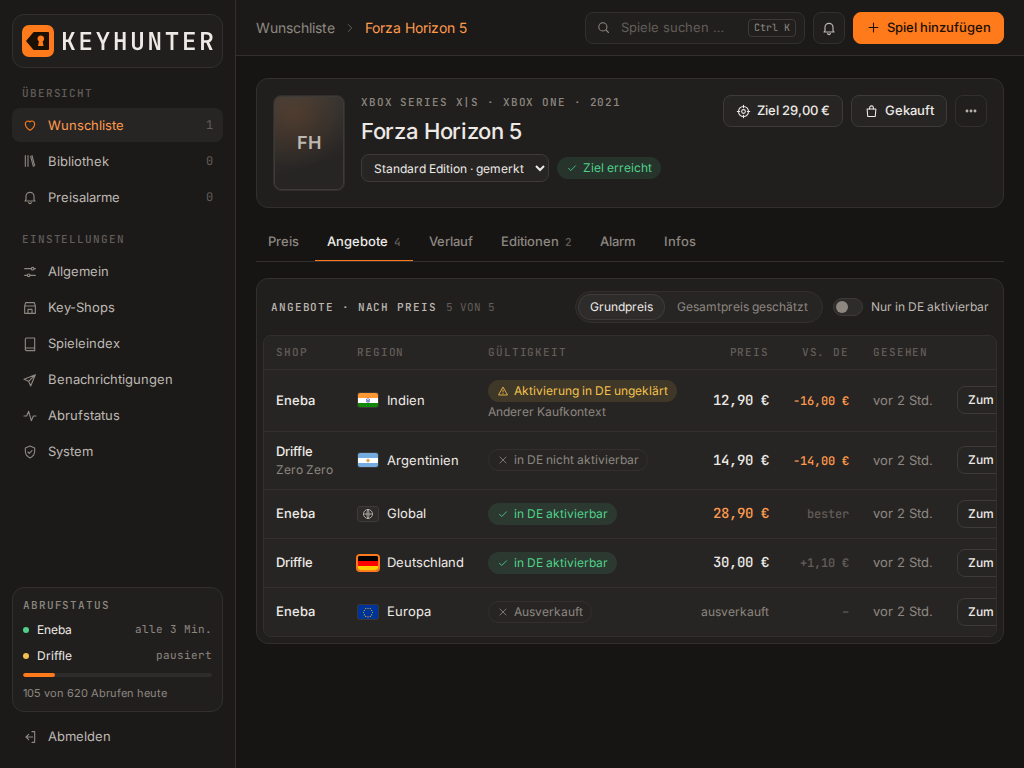 KEYHUNTER
ÜBERSICHT
Wunschliste 1
Bibliothek 0
Preisalarme 0
EINSTELLUNGEN
Allgemein
Key-Shops
Spieleindex
Benachrichtigungen
Abrufstatus
System
ABRUFSTATUS
Eneba alle 3 Min.
Driffle pausiert
105 von 620 Abrufen heute
Abmelden
Wunschliste Forza Horizon 5
Spiele suchen ... Ctrl K
Spiel hinzufügen
FH
XBOX SERIES X|S · XBOX ONE · 2021
Forza Horizon 5
Standard Edition · gemerkt
Ziel erreicht
Ziel 29,00 €
Gekauft
Preis Angebote 4 Verlauf Editionen 2 Alarm Infos
ANGEBOTE · NACH PREIS 5 VON 5
Grundpreis Gesamtpreis geschätzt
Nur in DE aktivierbar
SHOP REGION GÜLTIGKEIT PREIS VS. DE GESEHEN
Eneba Indien Aktivierung in DE ungeklärt 12,90 € -16,00 € vor 2 Std. Zum
Anderer Kaufkontext
Driffle Argentinien in DE nicht aktivierbar 14,90 € -14,00 € vor 2 Std. Zum
Zero Zero
Eneba Global in DE aktivierbar 28,90 € bester vor 2 Std. Zum
Driffle Deutschland in DE aktivierbar 30,00 € +1,10 € vor 2 Std. Zum
Eneba Europa Ausverkauft ausverkauft – vor 2 Std. Zum